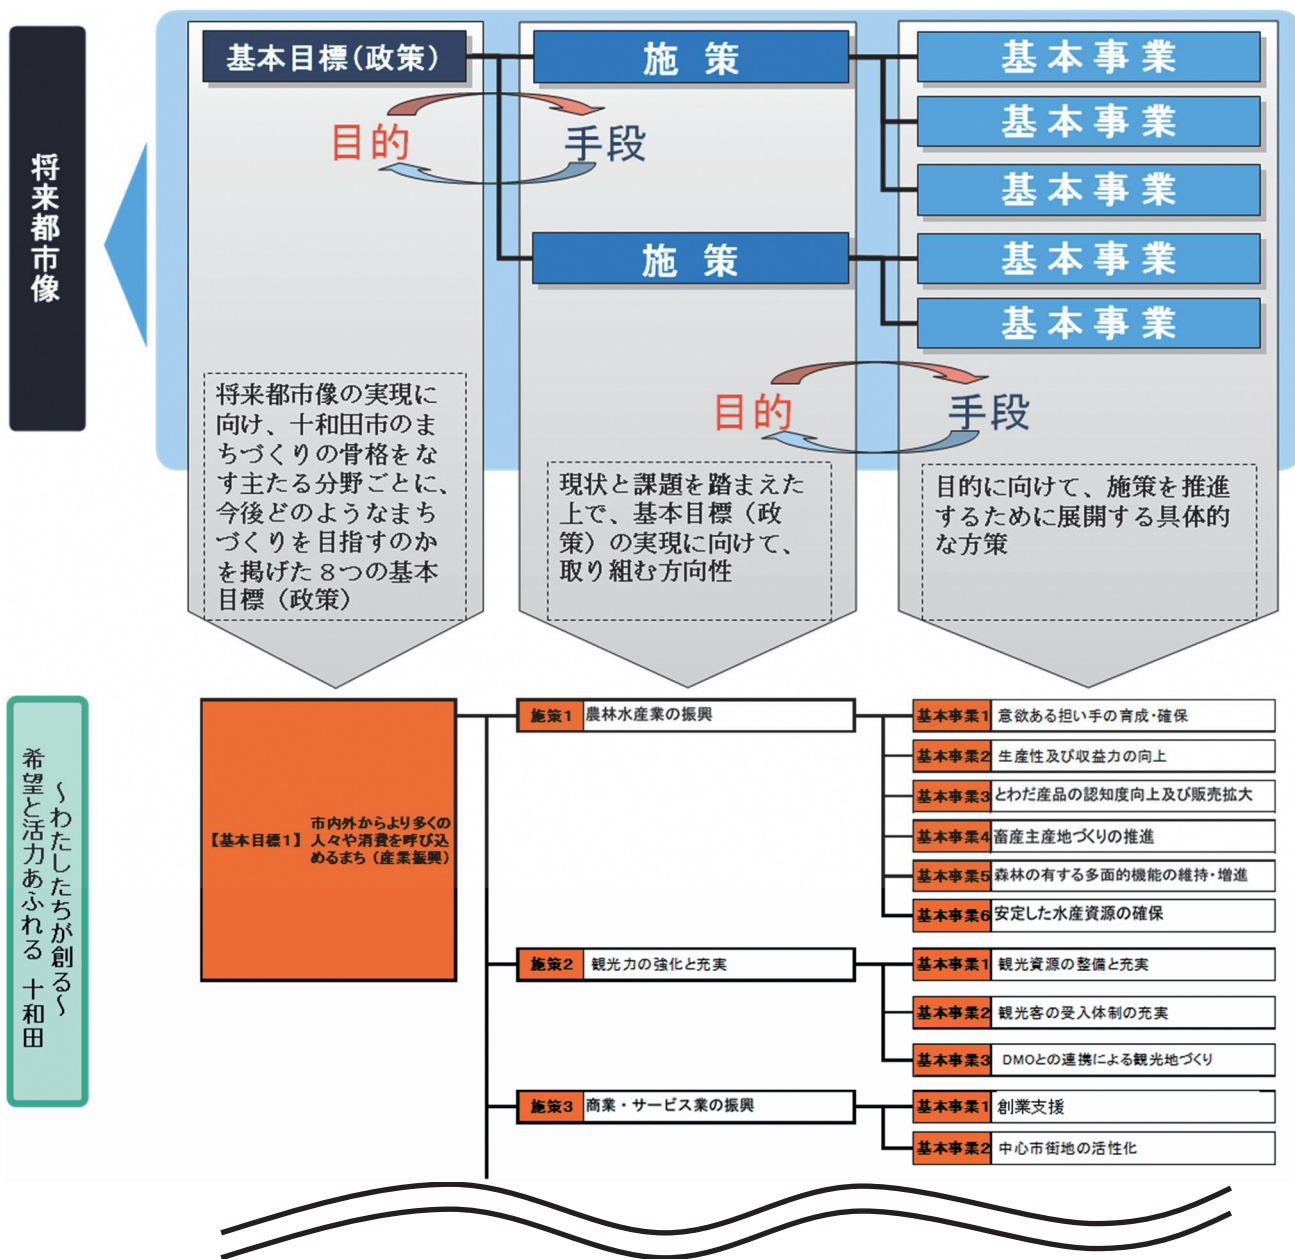 将来都市像
基本目標(政策)
施策
基本事業
基本事業
基本事業
目的
手段
施策
基本事業
基本事業
目的
手段
将来都市像の実現に
向け、十和田市のま
ちづくりの骨格をな
す主たる分野ごとに、
今後どのようなまち
づくりを目指すのか
を掲げた8つの基本
目標(政策)
現状と課題を踏まえた
上で、基本目標(政
策)の実現に向けて、
取り組む方向性
目的に向けて、施策を推進
するために展開する具体的
な方策
～わたしたちが創る～
希望と活力あふれる 十和田
【基本目標1】
市内外からより多くの
人々や消費を呼び込
めるまち(産業振興)
施策1 農林水産業の振興
基本事業1 意欲ある担い手の育成・確保
基本事業2 生産性及び収益力の向上
基本事業3 とわだ産品の認知度向上及び販売拡大
基本事業4 畜産主産地づくりの推進
基本事業5 森林の有する多面的機能の維持・増進
基本事業6 安定した水産資源の確保
施策2 観光力の強化と充実
基本事業1 観光資源の整備と充実
基本事業2 観光客の受入体制の充実
基本事業3 DMOとの連携による観光地づくり
施策3 商業・サービス業の振興
基本事業1 創業支援
基本事業2 中心市街地の活性化